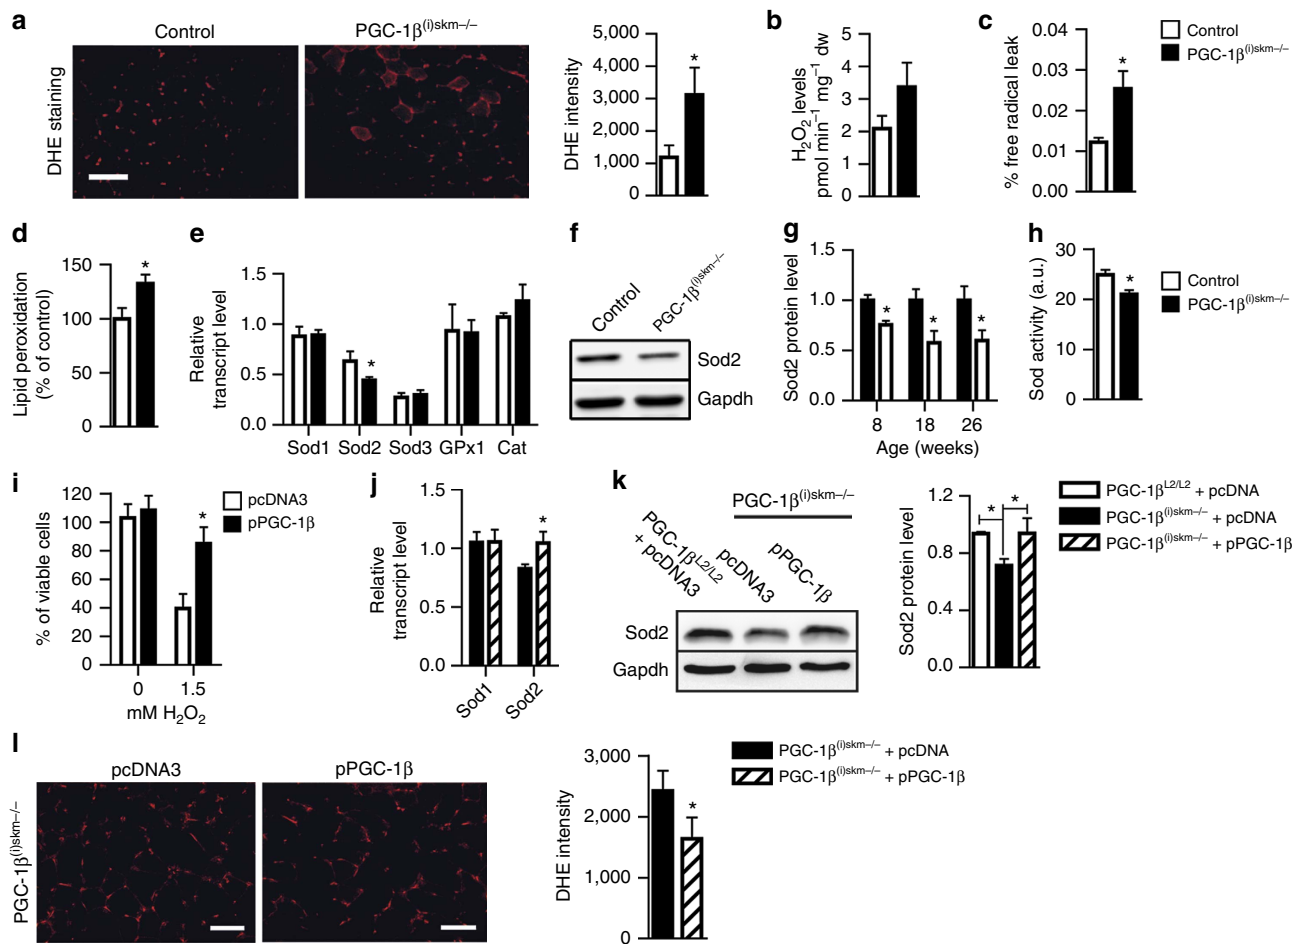 a
Control
PGC-1β(i)skm–/–
DHE staining
DHE intensity
5,000
4,000
3,000
2,000
1,000
0
*
b
H2O2 levels
pmol min–1 mg–1 dw
5
4
3
2
1
0
c
% free radical leak
0.04
0.03
0.02
0.01
0.00
*
Control
PGC-1β(i)skm–/–
d
Lipid peroxidation
(% of control)
150
100
50
0
*
e
Relative
transcript level
1.5
1.0
0.5
0.0
*
Sod1
Sod2
Sod3
GPx1
Cat
f
Control
PGC-1β(i)skm–/–
Sod2
Gapdh
g
Sod2 protein level
1.5
1.0
0.5
0.0
*
*
*
8
18
26
Age (weeks)
h
Sod activity (a.u.)
30
20
10
0
*
Control
PGC-1β(i)skm–/–
i
% of viable cells
120
100
80
60
40
20
0
*
0
1.5
mM H2O2
pcDNA3
pPGC-1β
j
Relative
transcript level
1.5
1.0
0.5
0.0
*
Sod1
Sod2
k
PGC-1β(i)skm–/–
PGC-1βL2/L2
+ pcDNA3
pcDNA3
pPGC-1β
Sod2
Gapdh
Sod2 protein level
1.2
0.8
0.4
0.0
*
*
PGC-1βL2/L2 + pcDNA
PGC-1β(i)skm–/– + pcDNA
PGC-1β(i)skm–/– + pPGC-1β
l
pcDNA3
pPGC-1β
PGC-1β(i)skm–/–
DHE intensity
3,000
2,000
1,000
0
*
PGC-1β(i)skm–/– + pcDNA
PGC-1β(i)skm–/– + pPGC-1β